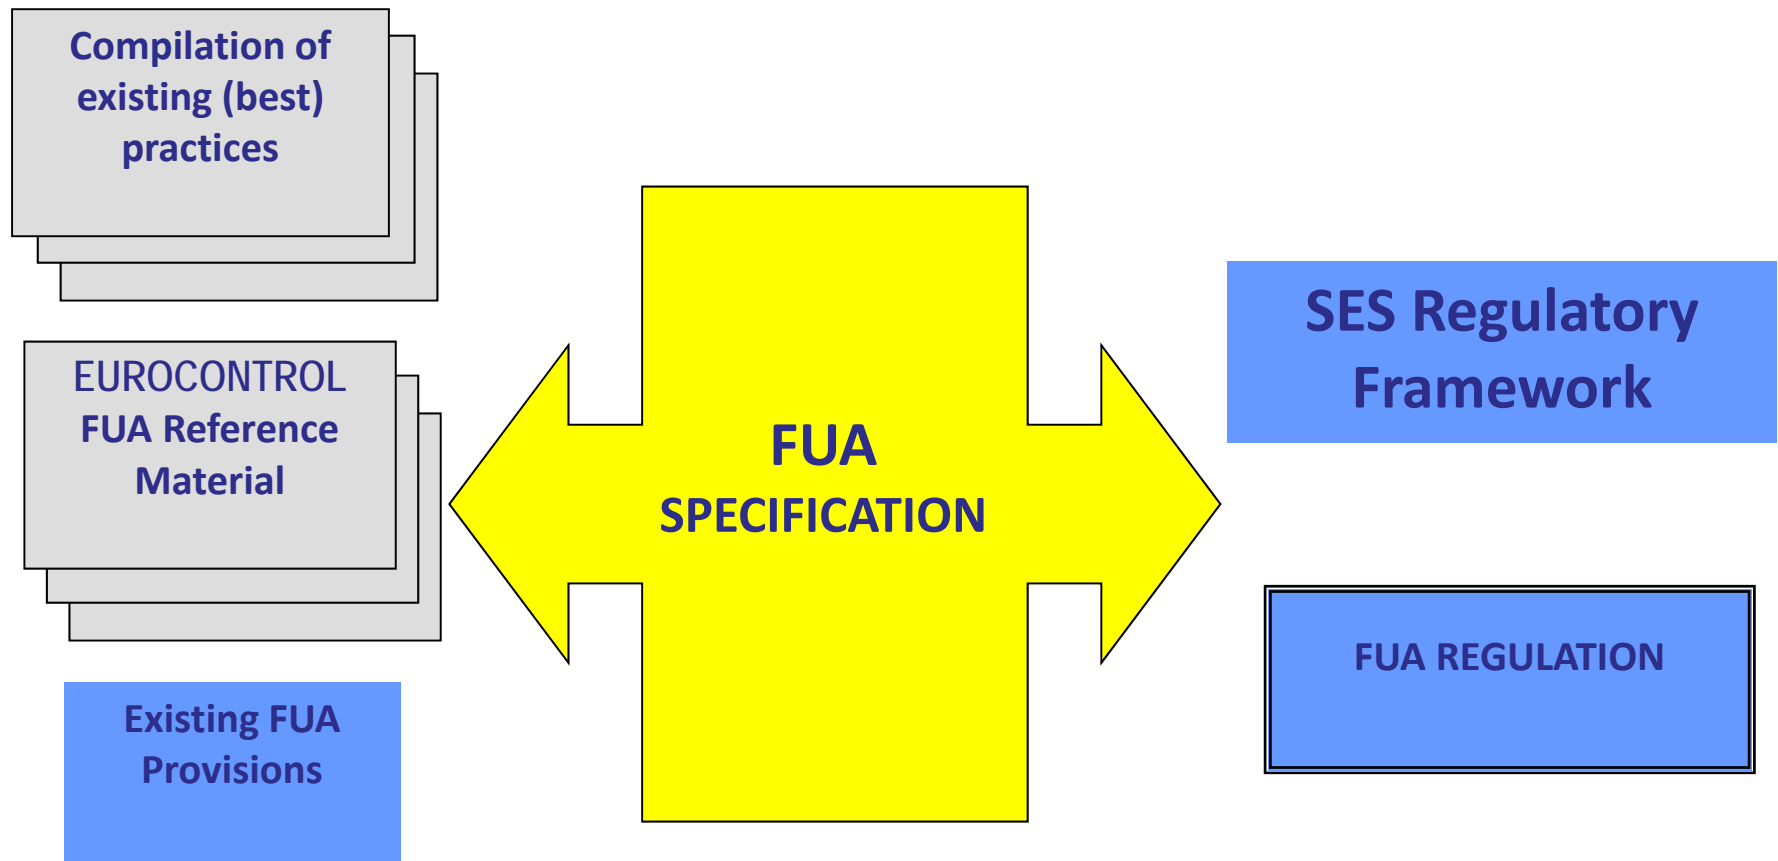 Compilation of
existing (best)
practices
EUROCONTROL
FUA Reference
Material
Existing FUA
Provisions
FUA
SPECIFICATION
SES Regulatory
Framework
FUA REGULATION